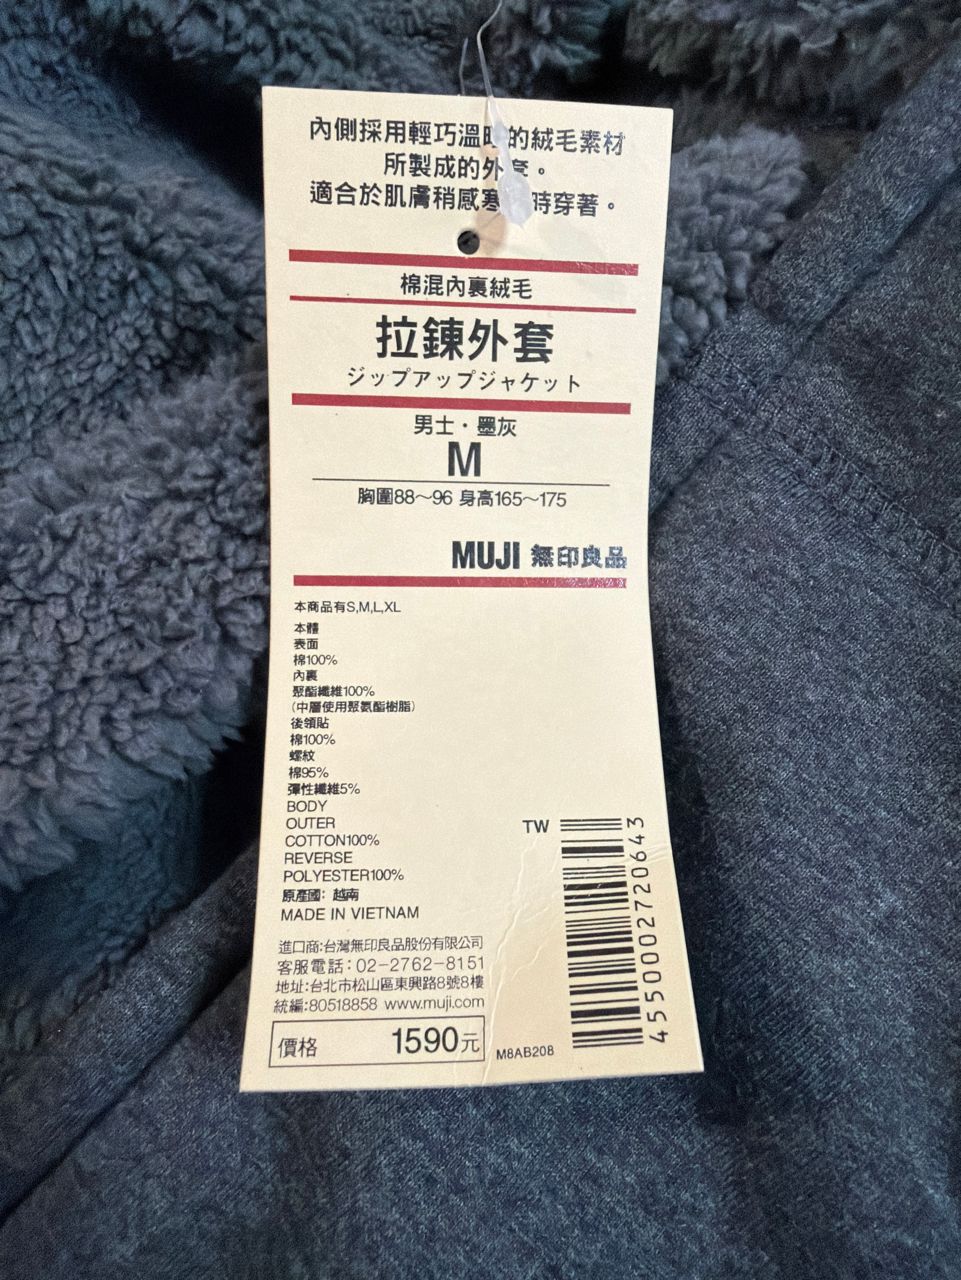 內側採用輕巧溫的絨毛素材
所製成的外套。
適合於肌膚稍感寒時穿著。
棉混內裏絨毛
拉鍊外套
ジップアップジャケット
男士・墨灰
M
胸圍88～96 身高165～175
MUJI 無印良品
本商品有S,M,L,XL
本體
表面
棉100%
內裏
聚酯纖維100%
(中層使用聚氨酯樹脂)
後領貼
棉100%
螺紋
棉95%
彈性纖維5%
BODY
OUTER
COTTON100%
REVERSE
POLYESTER100%
原產國：越南
MADE IN VIETNAM
進口商:台灣無印良品股份有限公司
客服電話：02-2762-8151
地址:台北市松山區東興路8號8樓
統編:80518858 www.muji.com
價格 1590元
M8AB208
TW
4550002720643